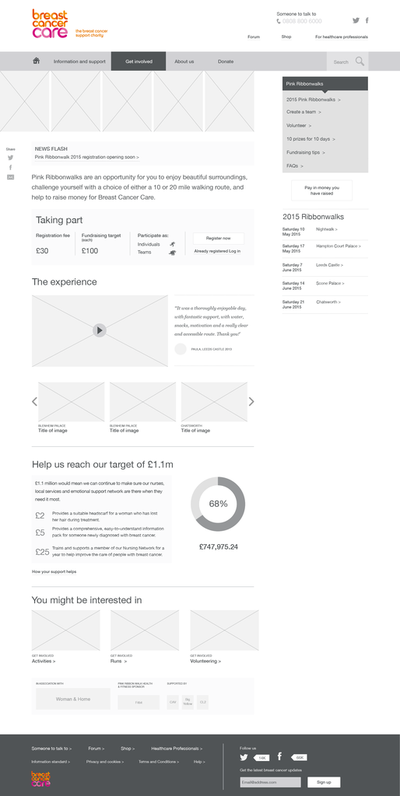 breast
cancer
care
the breast cancer
support charity
Someone to talk to >
0808 800 6000
Forum
Shop
For healthcare professionals
Information and support
Get involved
About us
Donate
Search
Pink Ribbonwalks
2015 Pink Ribbonwalks >
Create a team >
Volunteer >
10 prizes for 10 days >
Fundraising tips >
FAQs >
Pay in money you
have raised
Share
NEWS FLASH
Pink Ribbonwalk 2015 registration opening soon >
Pink Ribbonwalks are an opportunity for you to enjoy beautiful surroundings,
challenge yourself with a choice of either a 10 or 20 mile walking route, and
help to raise money for Breast Cancer Care.
Taking part
Registration fee
£30
Fundraising target
£100
Participate as:
Individuals
Teams
Register now
Already registered Log in
2015 Ribbonwalks
Saturday 10
May 2015
Nightwalk >
Saturday 17
May 2015
Hampton Court Palace >
Saturday 7
June 2015
Leeds Castle >
Saturday 14
June 2015
Scone Palace >
Saturday 21
June 2015
Chatsworth >
The experience
"It was a thoroughly enjoyable day,
with fantastic support, with water,
snacks, motivation and a really clear
and accessible route. Thank you!"
PAULA, LEEDS CASTLE 2014
BLENHEIM PALACE
Title of image
BLENHEIM PALACE
Title of image
CHATSWORTH
Title of image
Help us reach our target of £1.1m
£1.1 million would mean we can continue to make sure our nurses,
local services and emotional support network are there when they
need it most.
£2
Provides a suitable headscarf for a woman who has lost
her hair during treatment.
£5
Provides a comprehensive, easy-to-understand information
pack for someone newly diagnosed with breast cancer.
£25
Trains and supports a member of our Nursing Network for a
year to help improve the care of people with breast cancer.
How your support helps
68%
£747,975.24
You might be interested in
GET INVOLVED
Activities >
GET INVOLVED
Runs >
GET INVOLVED
Volunteering >
IN ASSOCIATION WITH
Woman & Home
PINK RIBBONWALK HEALTH
& FITNESS SPONSOR
SUPPORTED BY
Someone to talk to >
Forum >
Shop >
Healthcare Professionals >
Information standard >
Privacy and cookies >
Terms and Conditions >
Help >
Follow us
Get the latest breast cancer updates
Sign up